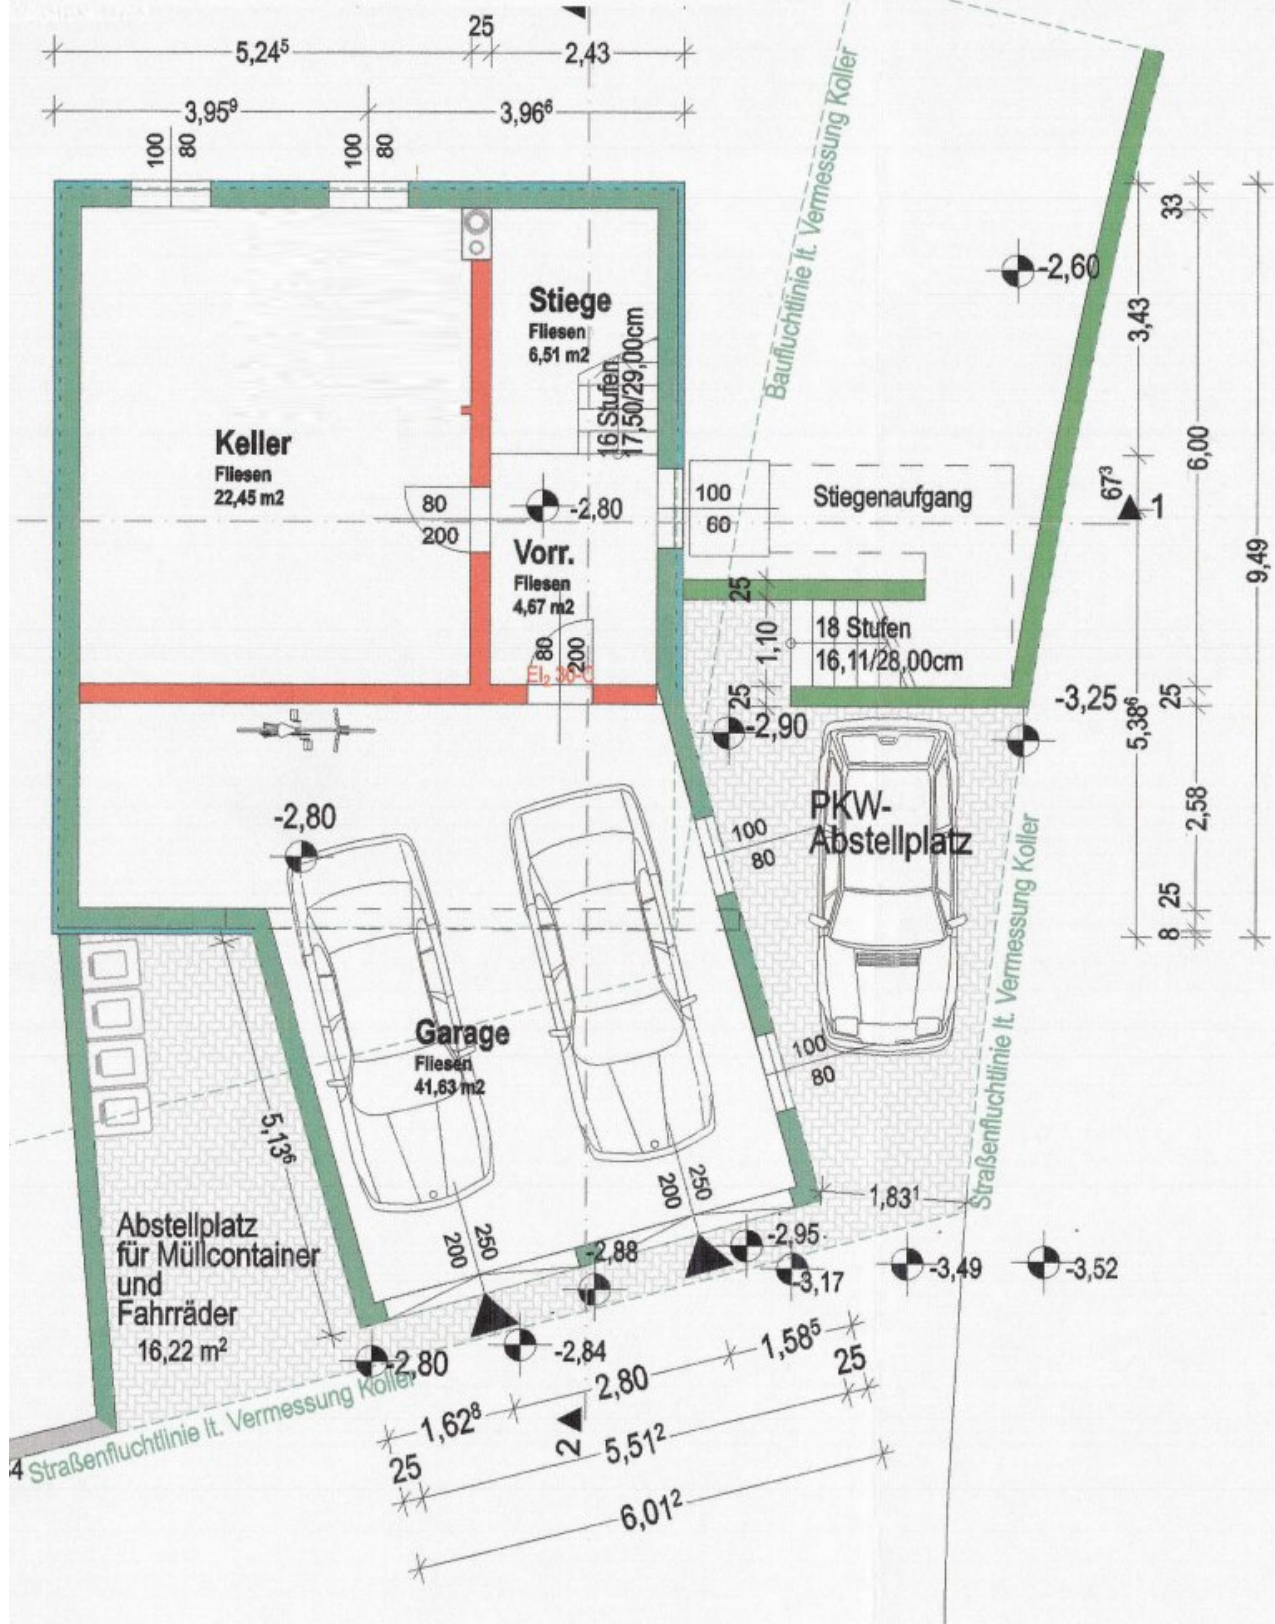 25
5,24⁵
2,43
3,95⁹
3,96⁶
100
80
100
80
Baufluchtlinie lt. Vermessung Koller
33
-2,60
Stiege
Fliesen
6,51 m2
16 Stufen
17,50/29,00cm
3,43
6,00
Keller
Fliesen
22,45 m2
80
200
-2,80
100
60
Stiegenaufgang
67³
1
9,49
Vorr.
Fliesen
4,67 m2
80
200
EI₂ 30-C
25
1,10
25
18 Stufen
16,11/28,00cm
-2,90
-3,25
25
5,38⁶
2,58
25
8
-2,80
100
80
PKW-
Abstellplatz
Straßenfluchtlinie lt. Vermessung Koller
Garage
Fliesen
41,63 m2
100
80
5,13⁶
250
200
250
200
1,83¹
Abstellplatz
für Müllcontainer
und
Fahrräder
16,22 m²
-2,88
-2,95
-3,17
-3,49
-3,52
-2,80
-2,84
1,58⁵
25
2,80
1,62⁸
2
5,51²
25
6,01²
4
Straßenfluchtlinie lt. Vermessung Koller